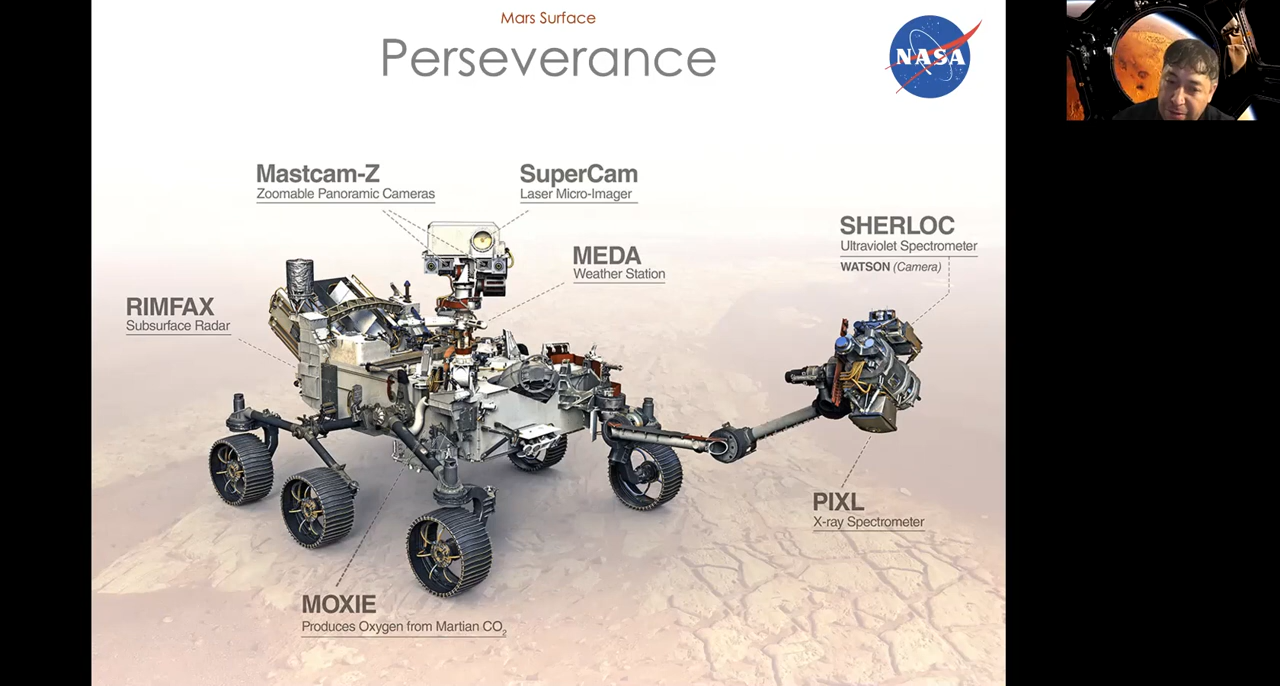 Mars Surface
Perseverance
NASA
Mastcam-Z
Zoomable Panoramic Cameras
SuperCam
Laser Micro-Imager
SHERLOC
Ultraviolet Spectrometer
WATSON (Camera)
MEDA
Weather Station
RIMFAX
Subsurface Radar
PIXL
X-ray Spectrometer
MOXIE
Produces Oxygen from Martian CO₂